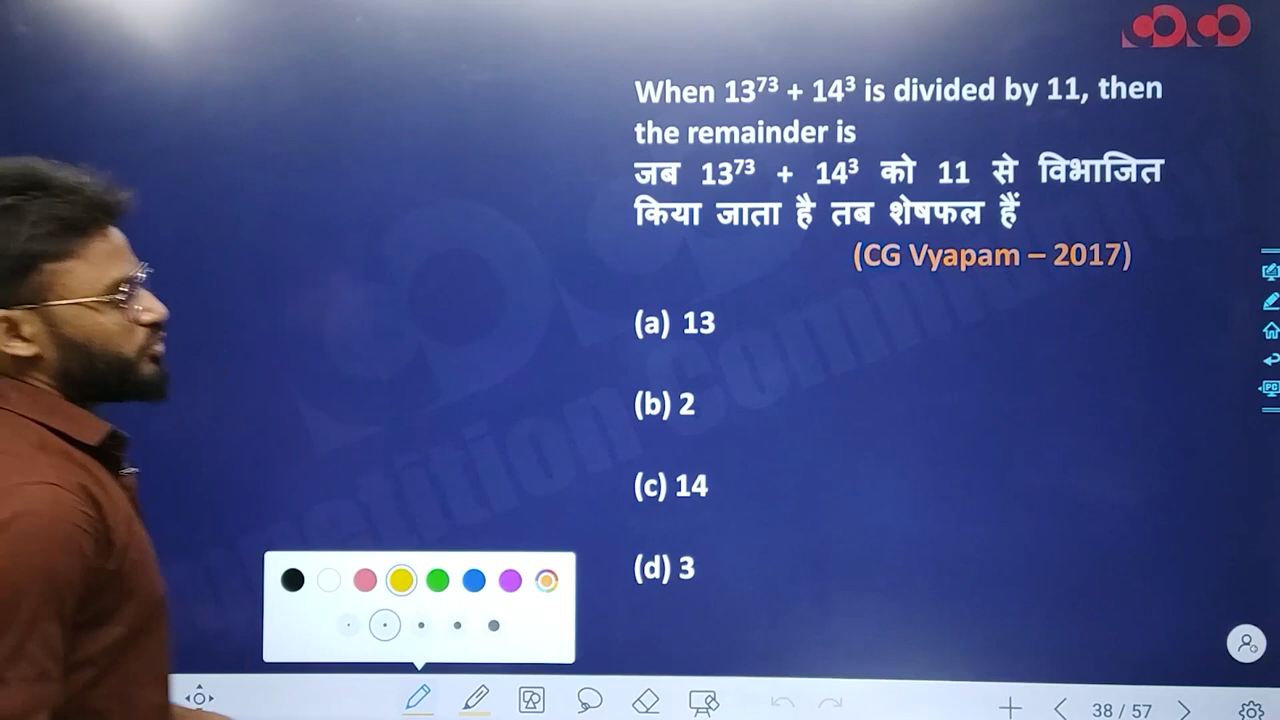 When 13⁷³ + 14³ is divided by 11, then
the remainder is
जब 13⁷³ + 14³ को 11 से विभाजित
किया जाता है तब शेषफल हैं
(CG Vyapam – 2017)
(a) 13
(b) 2
(c) 14
(d) 3
PC
38 / 57